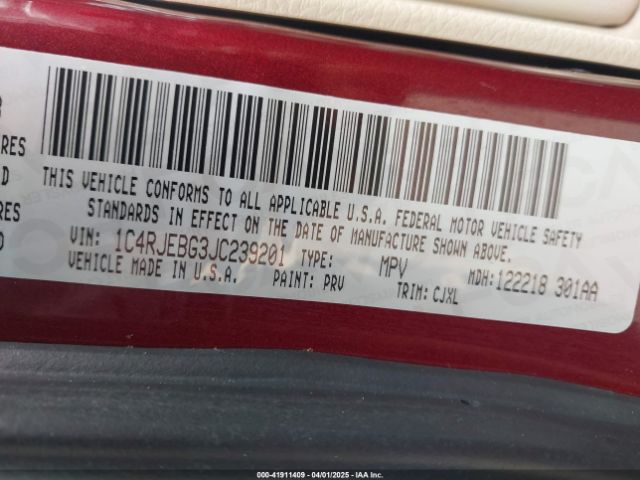 RES
D
RES
D
THIS VEHICLE CONFORMS TO ALL APPLICABLE U.S.A. FEDERAL MOTOR VEHICLE SAFETY
STANDARDS IN EFFECT ON THE DATE OF MANUFACTURE SHOWN ABOVE.
VIN: 1C4RJEBG3JC239201 TYPE: MPV MDH: 122218 301AA
VEHICLE MADE IN U.S.A. PAINT: PRV TRIM: CJXL
000-41911409 - 04/01/2025 - IAA